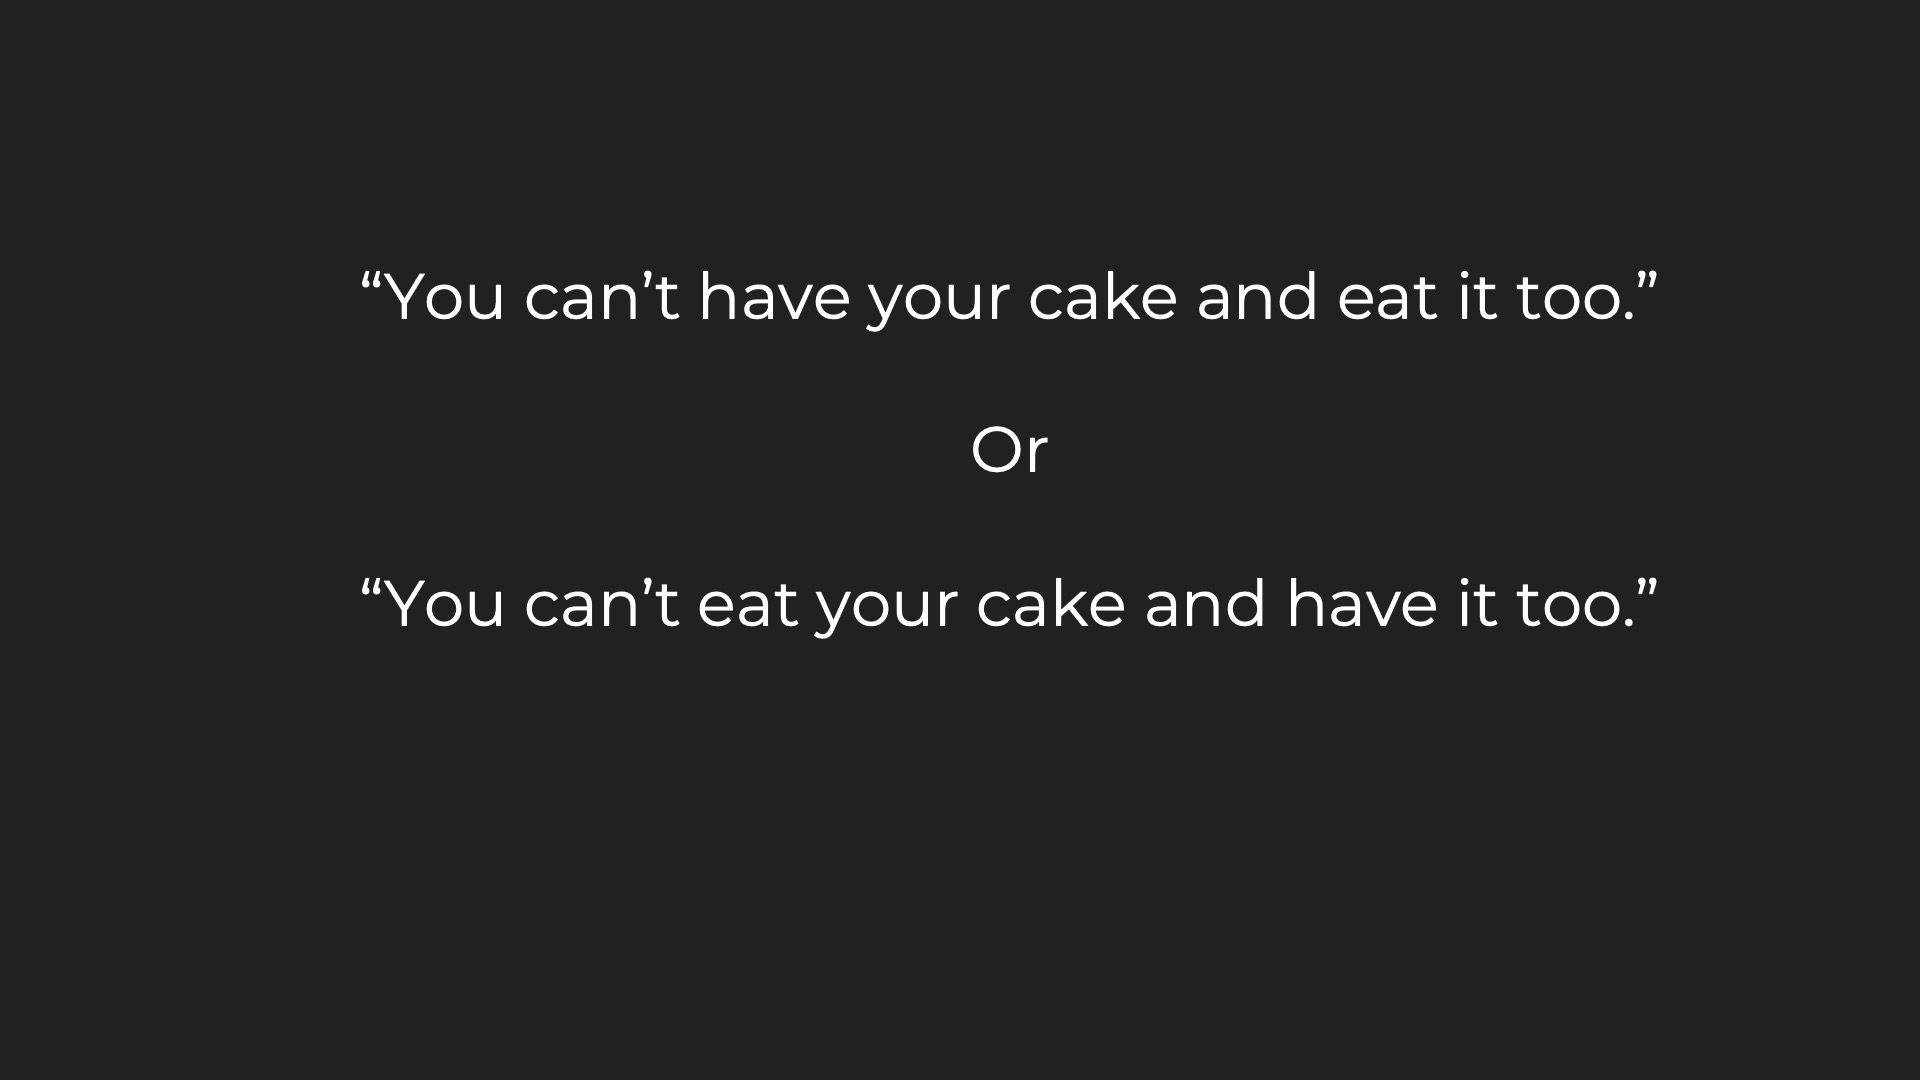 “You can’t have your cake and eat it too.”
Or
“You can’t eat your cake and have it too.”